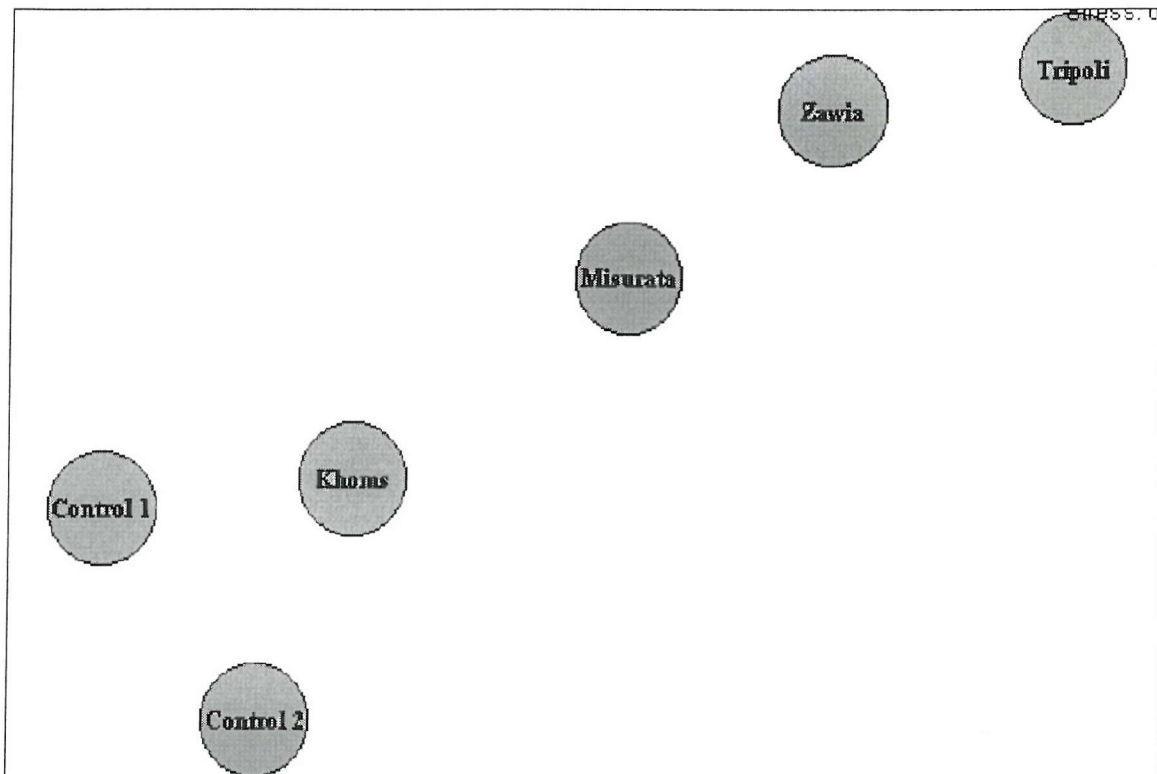 Tripoli
Zawia
Misurata
Khoms
Control 1
Control 2